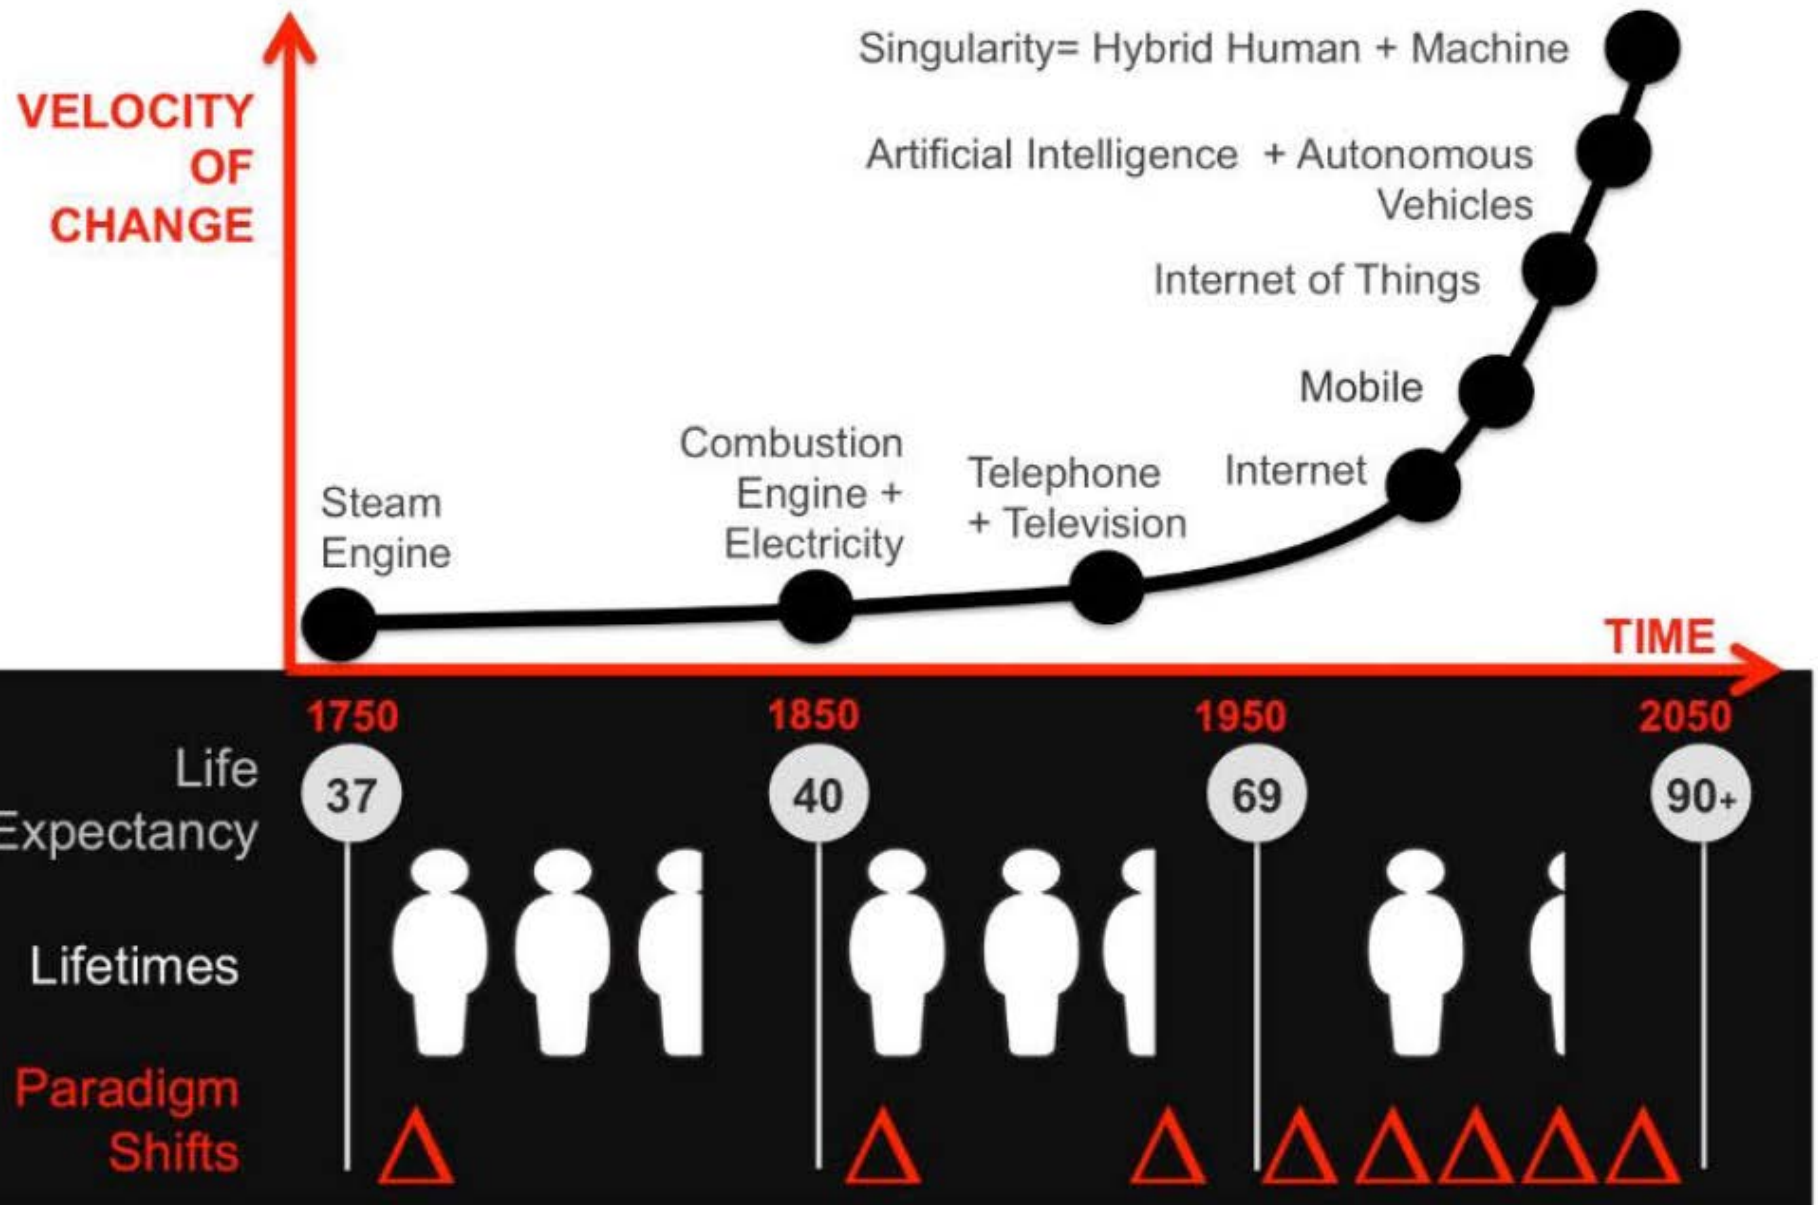 VELOCITY
OF
CHANGE
Singularity= Hybrid Human + Machine
Artificial Intelligence + Autonomous
Vehicles
Internet of Things
Mobile
Internet
Telephone
+ Television
Combustion
Engine +
Electricity
Steam
Engine
TIME
1750 1850 1950 2050
Life
Expectancy
37 40 69 90+
Lifetimes
Paradigm
Shifts